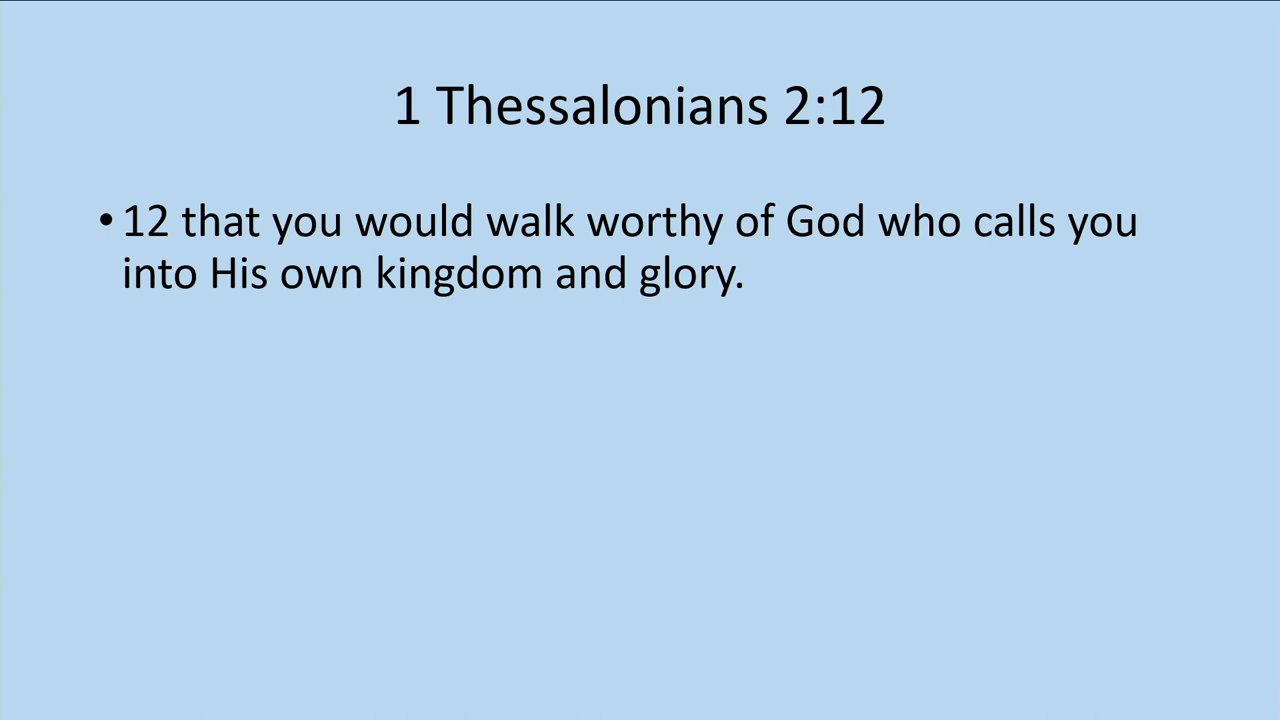 1 Thessalonians 2:12
• 12 that you would walk worthy of God who calls you
into His own kingdom and glory.